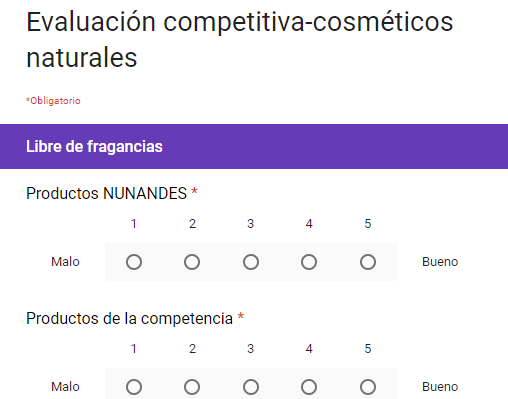 Evaluación competitiva-cosméticos
naturales
*Obligatorio
Libre de fragancias
Productos NUNANDES *
1 2 3 4 5
Malo Bueno
Productos de la competencia *
1 2 3 4 5
Malo Bueno